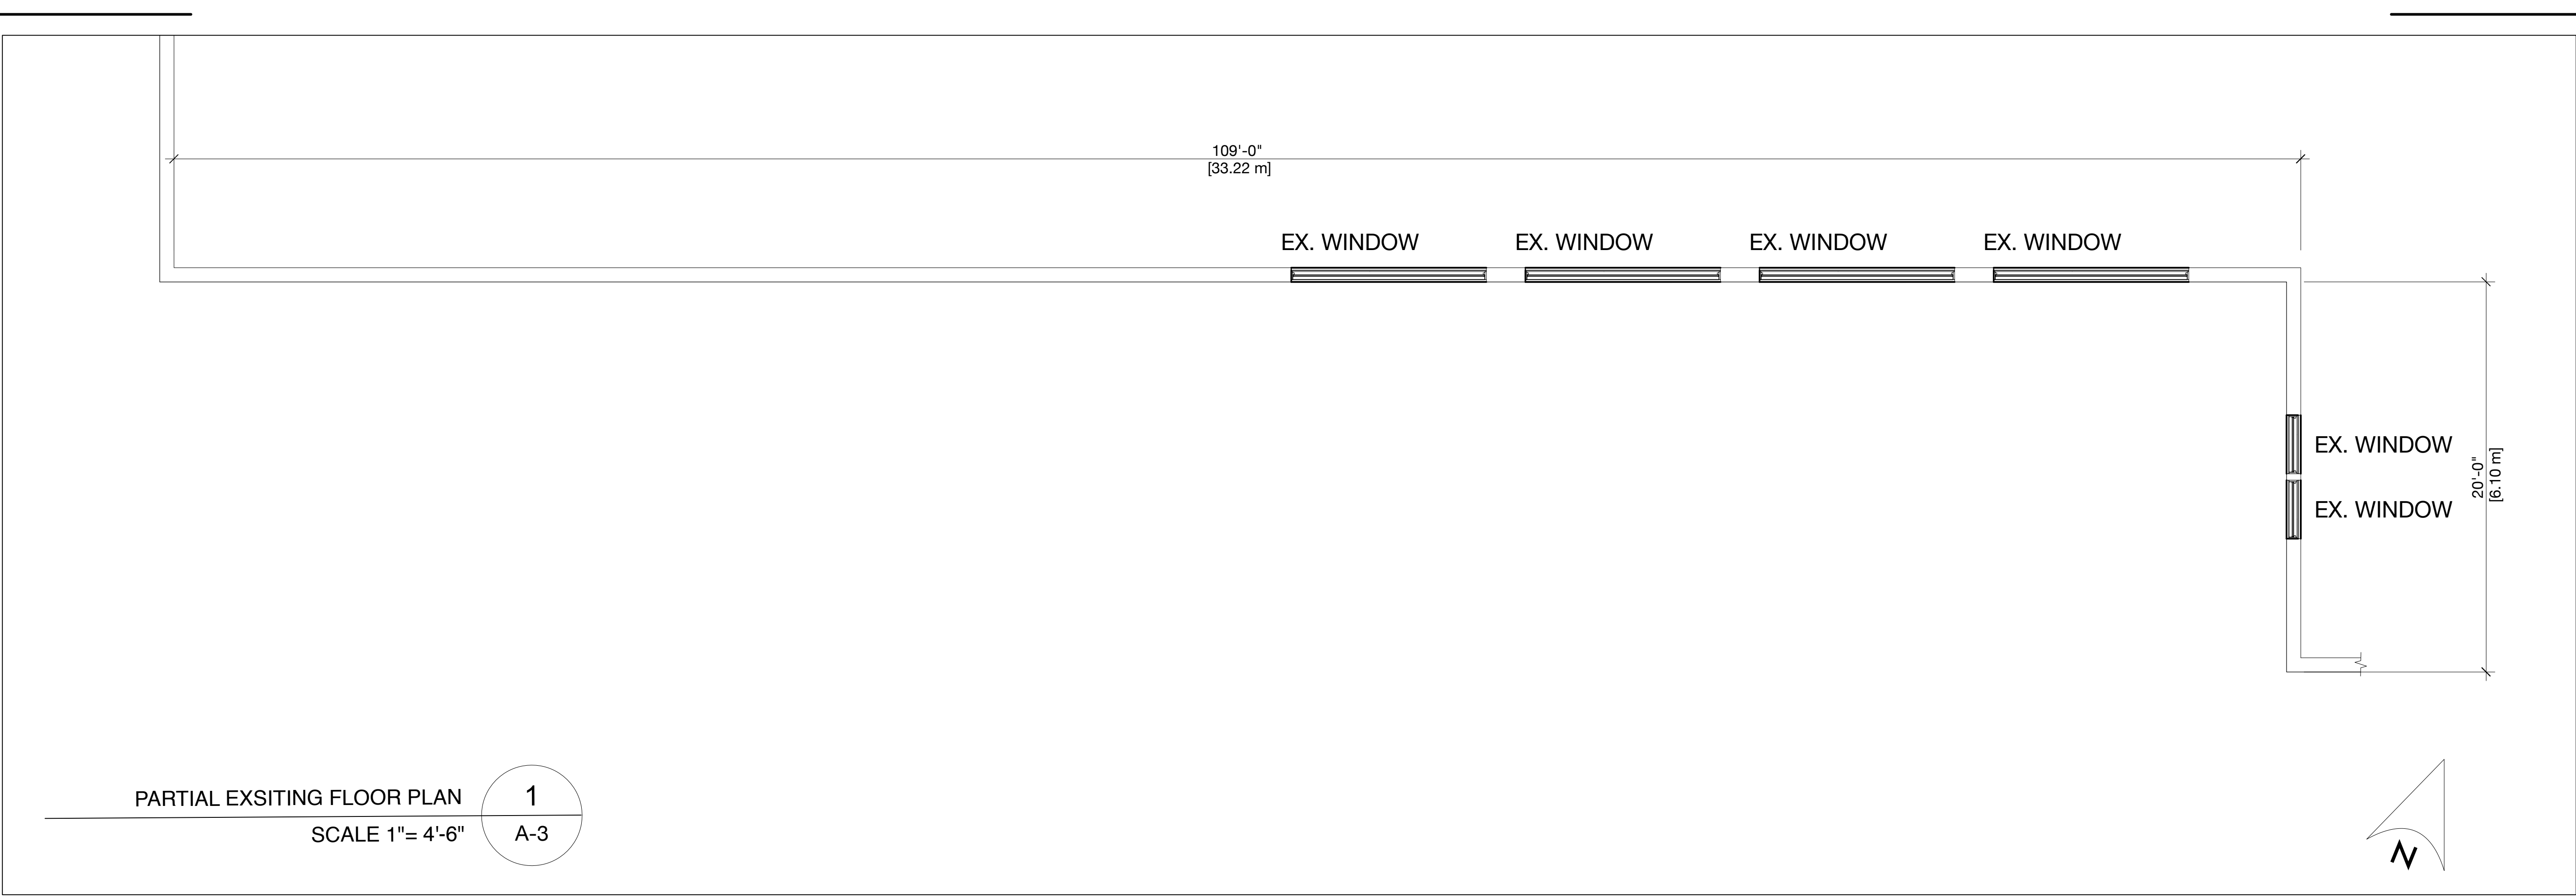 109'-0"
[33.22 m]
EX. WINDOW EX. WINDOW EX. WINDOW EX. WINDOW
EX. WINDOW
20'-0"
[6.10 m]
EX. WINDOW
PARTIAL EXSITING FLOOR PLAN
1
SCALE 1"= 4'-6"
A-3
N